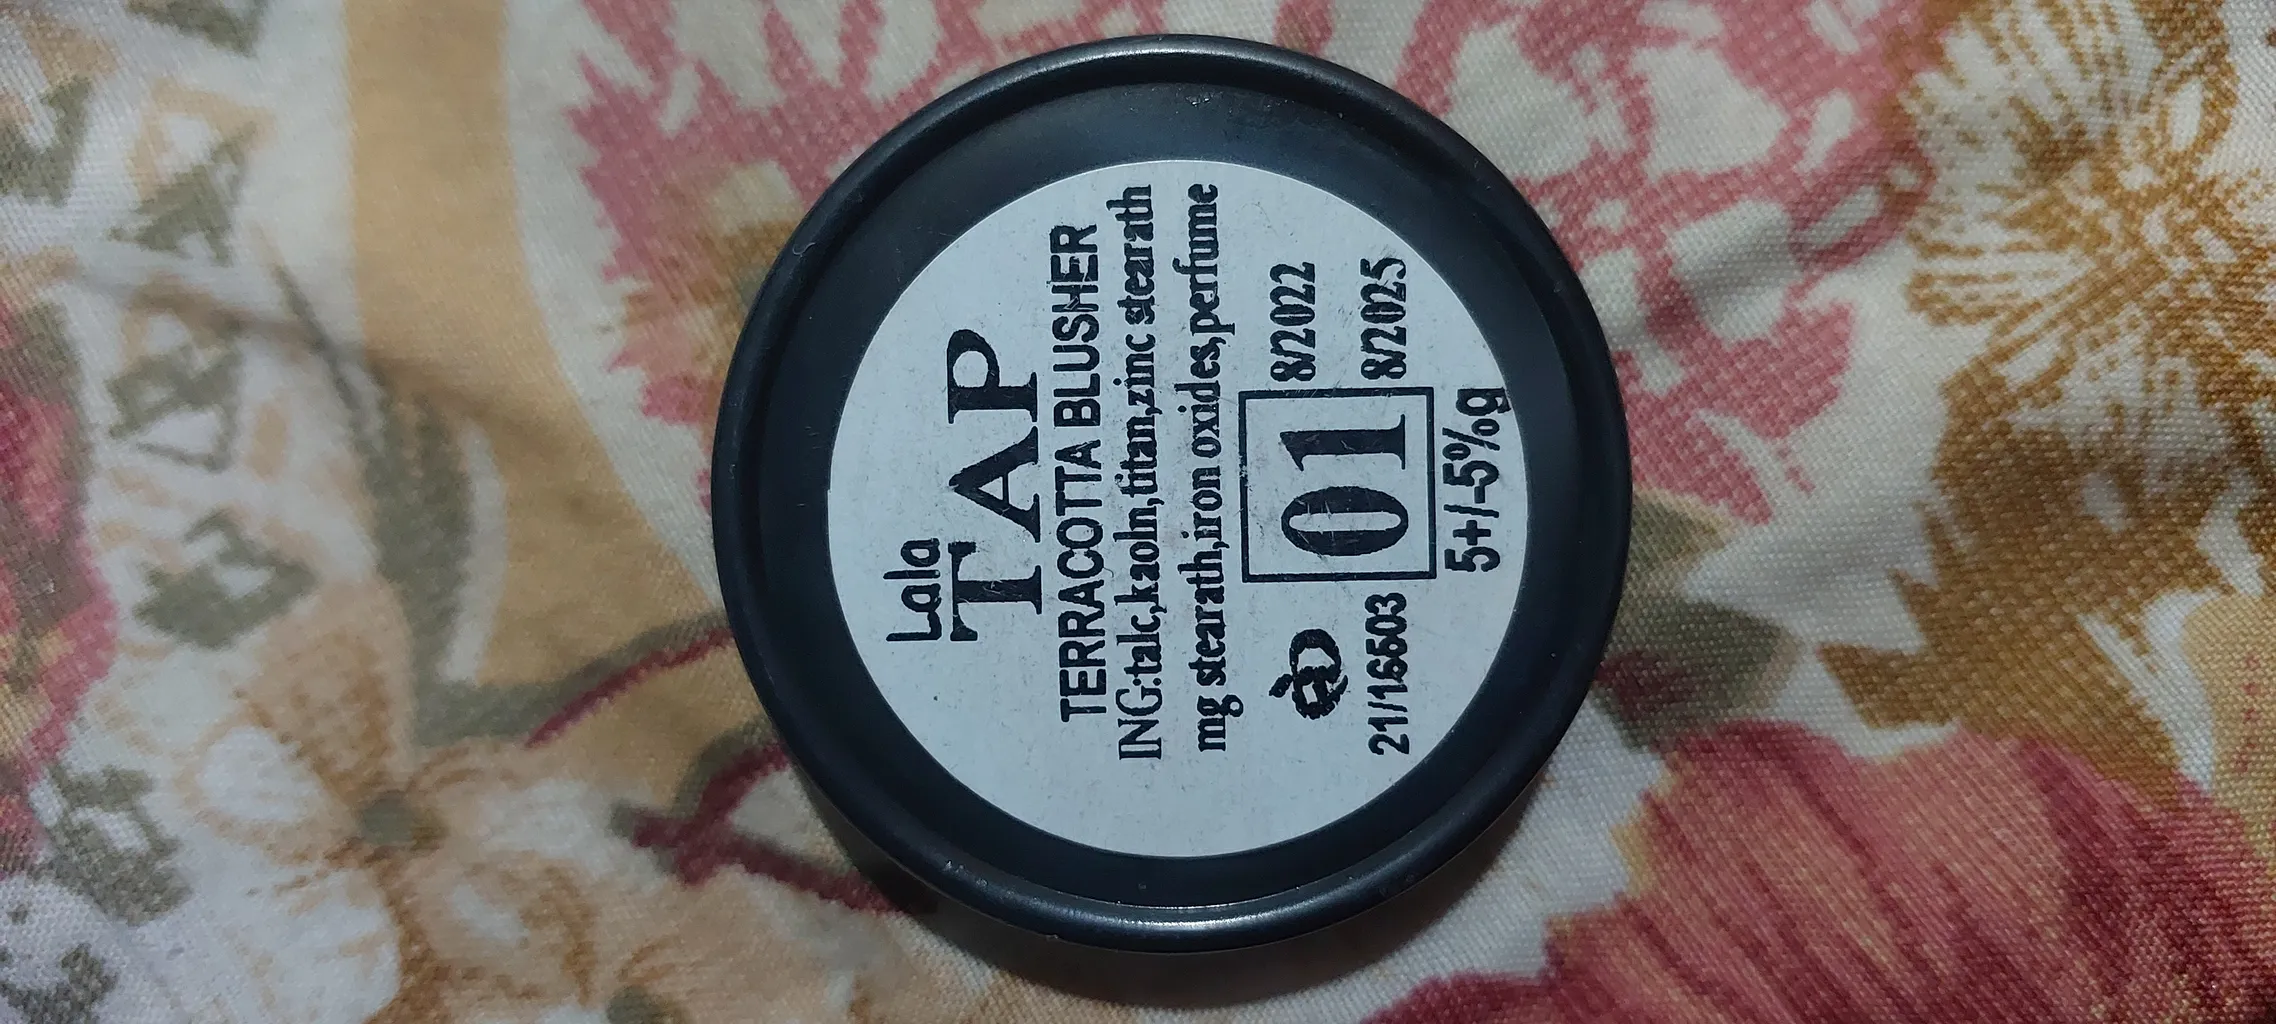 Lala
TAP
TERRACOTTA BLUSHER
ING:talc,kaoln,titan,zinc stearath
mg stearath,iron oxides,perfume
8/2022
01
21/16503 8/2025
5+/-5%g